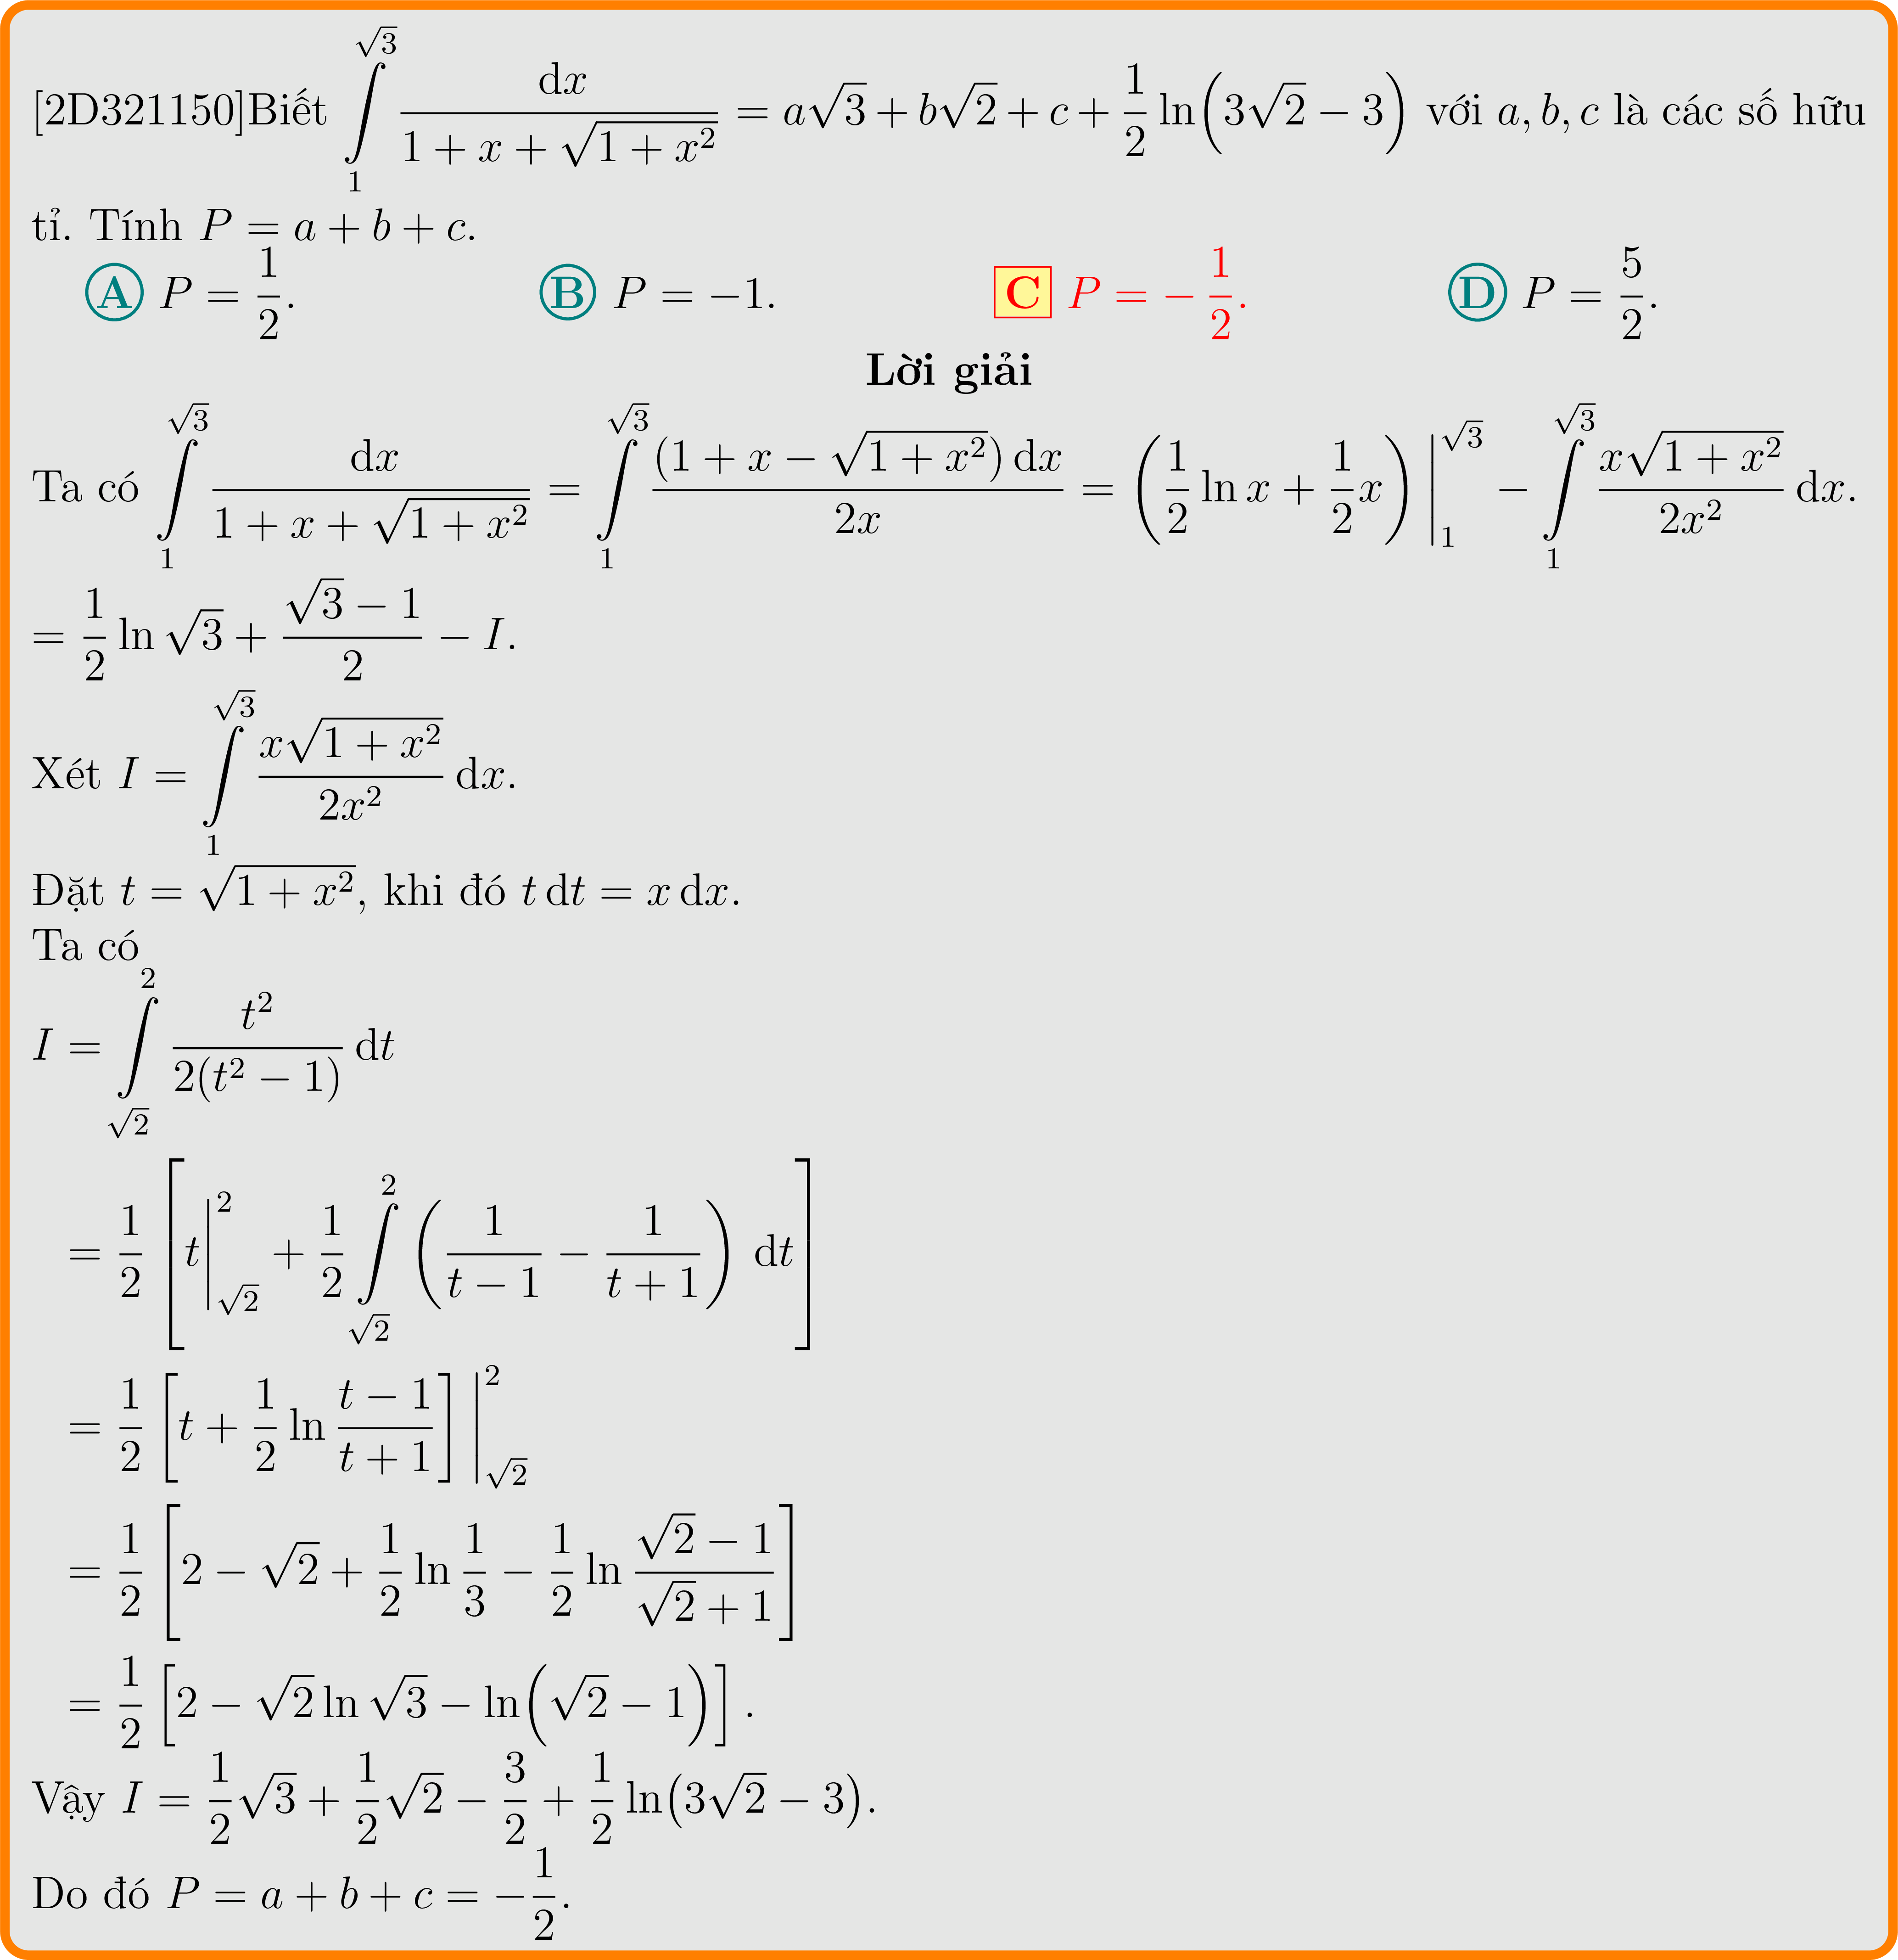 [2D321150]Biết $\int\limits_{1}^{\sqrt{3}} \frac{\mathrm{d}x}{1+x+\sqrt{1+x^2}} = a\sqrt{3}+b\sqrt{2}+c+\frac{1}{2}\ln\left(3\sqrt{2}-3\right)$ với $a, b, c$ là các số hữu
tỉ. Tính $P = a+b+c$.
A $P = \frac{1}{2}$. B $P = -1$. C $P = -\frac{1}{2}$. D $P = \frac{5}{2}$.
Lời giải
Ta có $\int\limits_{1}^{\sqrt{3}} \frac{\mathrm{d}x}{1+x+\sqrt{1+x^2}} = \int\limits_{1}^{\sqrt{3}} \frac{(1+x-\sqrt{1+x^2})\,\mathrm{d}x}{2x} = \left(\frac{1}{2}\ln x+\frac{1}{2}x\right)\Big|_{1}^{\sqrt{3}} - \int\limits_{1}^{\sqrt{3}} \frac{x\sqrt{1+x^2}}{2x^2}\,\mathrm{d}x.$
$= \frac{1}{2}\ln\sqrt{3}+\frac{\sqrt{3}-1}{2}-I.$
Xét $I = \int\limits_{1}^{\sqrt{3}} \frac{x\sqrt{1+x^2}}{2x^2}\,\mathrm{d}x.$
Đặt $t = \sqrt{1+x^2}$, khi đó $t\,\mathrm{d}t = x\,\mathrm{d}x$.
Ta có
$I = \int\limits_{\sqrt{2}}^{2} \frac{t^2}{2(t^2-1)}\,\mathrm{d}t$
$= \frac{1}{2}\left[t\Big|_{\sqrt{2}}^{2}+\frac{1}{2}\int\limits_{\sqrt{2}}^{2}\left(\frac{1}{t-1}-\frac{1}{t+1}\right)\,\mathrm{d}t\right]$
$= \frac{1}{2}\left[t+\frac{1}{2}\ln\frac{t-1}{t+1}\right]\Big|_{\sqrt{2}}^{2}$
$= \frac{1}{2}\left[2-\sqrt{2}+\frac{1}{2}\ln\frac{1}{3}-\frac{1}{2}\ln\frac{\sqrt{2}-1}{\sqrt{2}+1}\right]$
$= \frac{1}{2}\left[2-\sqrt{2}\ln\sqrt{3}-\ln\left(\sqrt{2}-1\right)\right].$
Vậy $I = \frac{1}{2}\sqrt{3}+\frac{1}{2}\sqrt{2}-\frac{3}{2}+\frac{1}{2}\ln\left(3\sqrt{2}-3\right).$
Do đó $P = a+b+c = -\frac{1}{2}.$